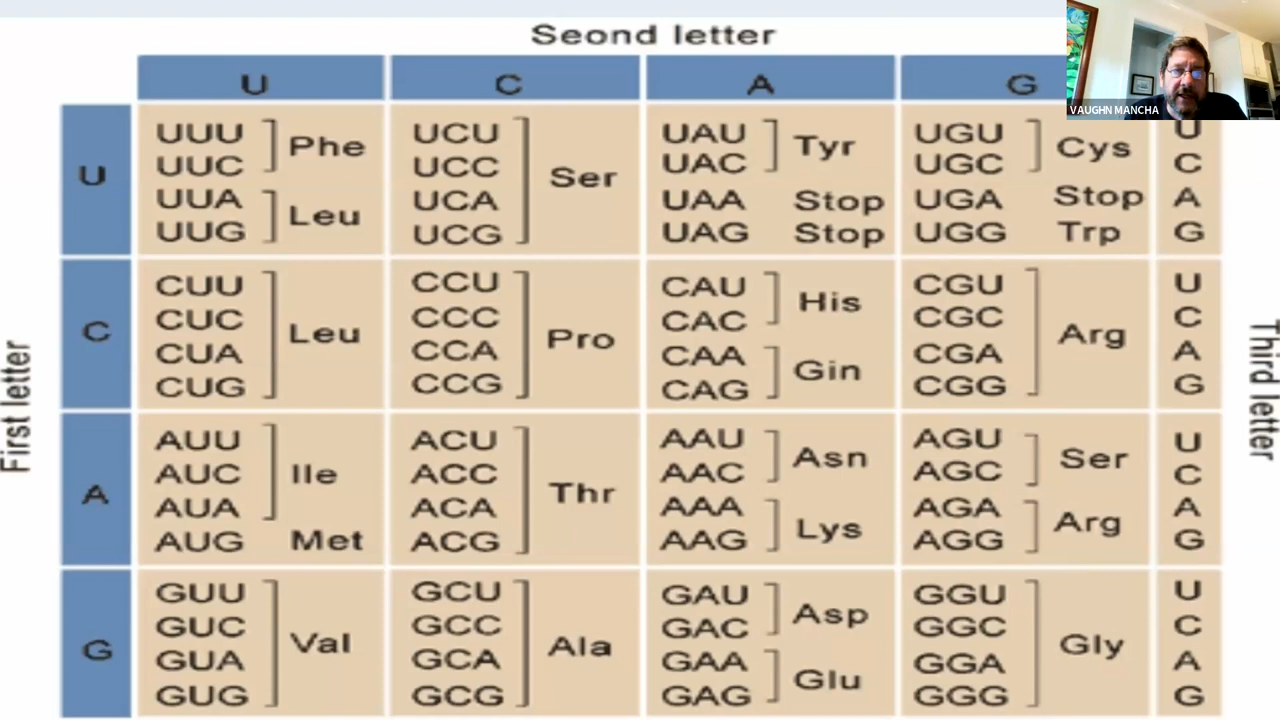 Seond letter
VAUGHN MANCHA
U C A G
First letter
Third letter
U
UUU UCU UAU UGU U
Phe Tyr Cys
UUC UCC UAC UGC C
Ser
UUA UCA UAA Stop UGA Stop A
Leu
UUG UCG UAG Stop UGG Trp G
C
CUU CCU CAU CGU U
His
CUC CCC CAC CGC C
Leu Pro Arg
CUA CCA CAA CGA A
Gin
CUG CCG CAG CGG G
A
AUU ACU AAU AGU U
Asn Ser
AUC Ile ACC AAC AGC C
Thr
AUA ACA AAA AGA A
Lys Arg
AUG Met ACG AAG AGG G
G
GUU GCU GAU GGU U
Asp
GUC GCC GAC GGC C
Val Ala Gly
GUA GCA GAA GGA A
Glu
GUG GCG GAG GGG G